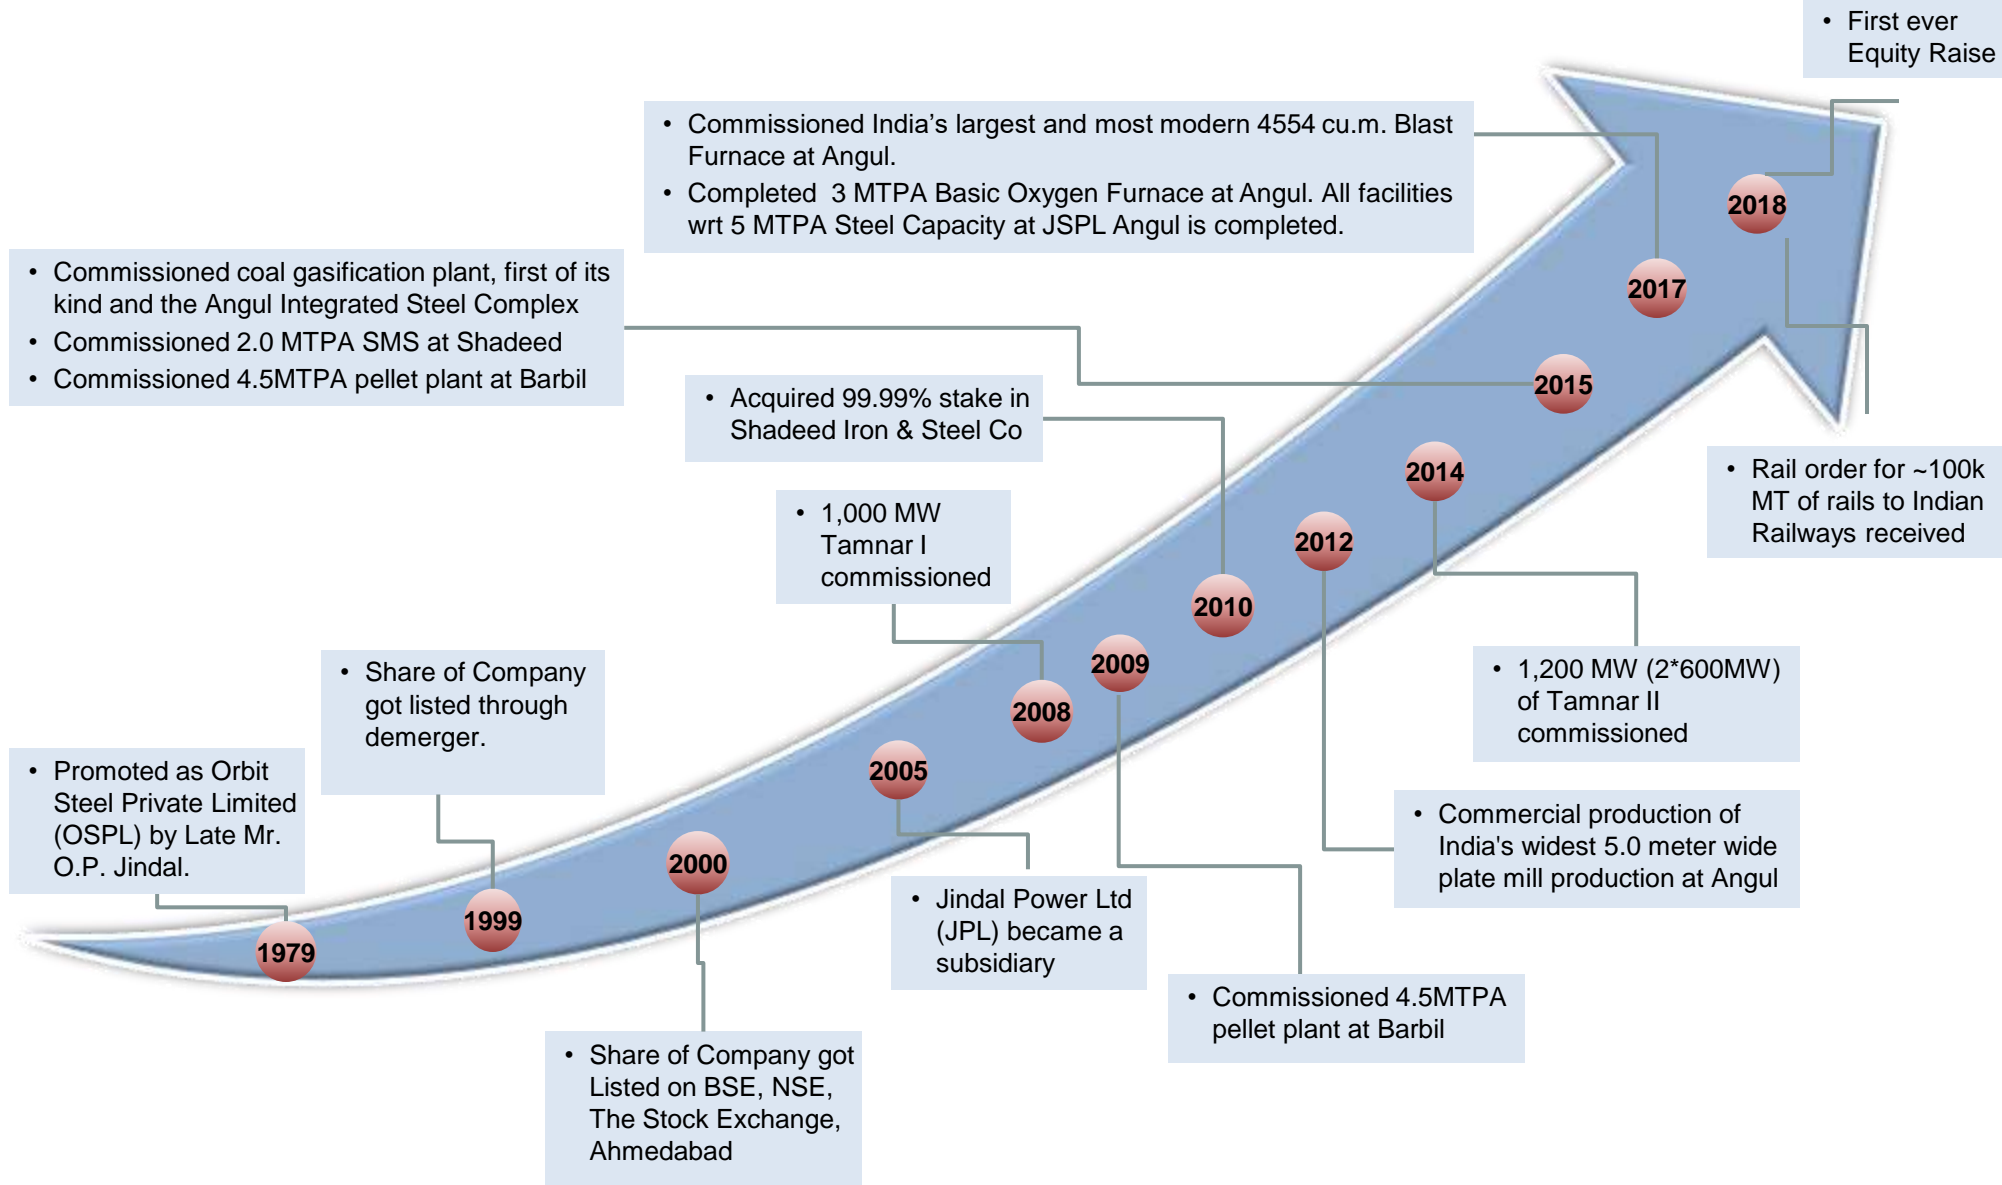 • First ever
Equity Raise
• Commissioned India’s largest and most modern 4554 cu.m. Blast
Furnace at Angul.
• Completed 3 MTPA Basic Oxygen Furnace at Angul. All facilities
wrt 5 MTPA Steel Capacity at JSPL Angul is completed.
2018
• Commissioned coal gasification plant, first of its
kind and the Angul Integrated Steel Complex
• Commissioned 2.0 MTPA SMS at Shadeed
• Commissioned 4.5MTPA pellet plant at Barbil
2017
2015
• Acquired 99.99% stake in
Shadeed Iron & Steel Co
2014
• Rail order for ~100k
MT of rails to Indian
Railways received
• 1,000 MW
Tamnar I
commissioned
2012
2010
• Share of Company
got listed through
demerger.
2009
• 1,200 MW (2*600MW)
of Tamnar II
commissioned
2008
• Promoted as Orbit
Steel Private Limited
(OSPL) by Late Mr.
O.P. Jindal.
2005
• Commercial production of
India's widest 5.0 meter wide
plate mill production at Angul
2000
• Jindal Power Ltd
(JPL) became a
subsidiary
1999
1979
• Commissioned 4.5MTPA
pellet plant at Barbil
• Share of Company got
Listed on BSE, NSE,
The Stock Exchange,
Ahmedabad